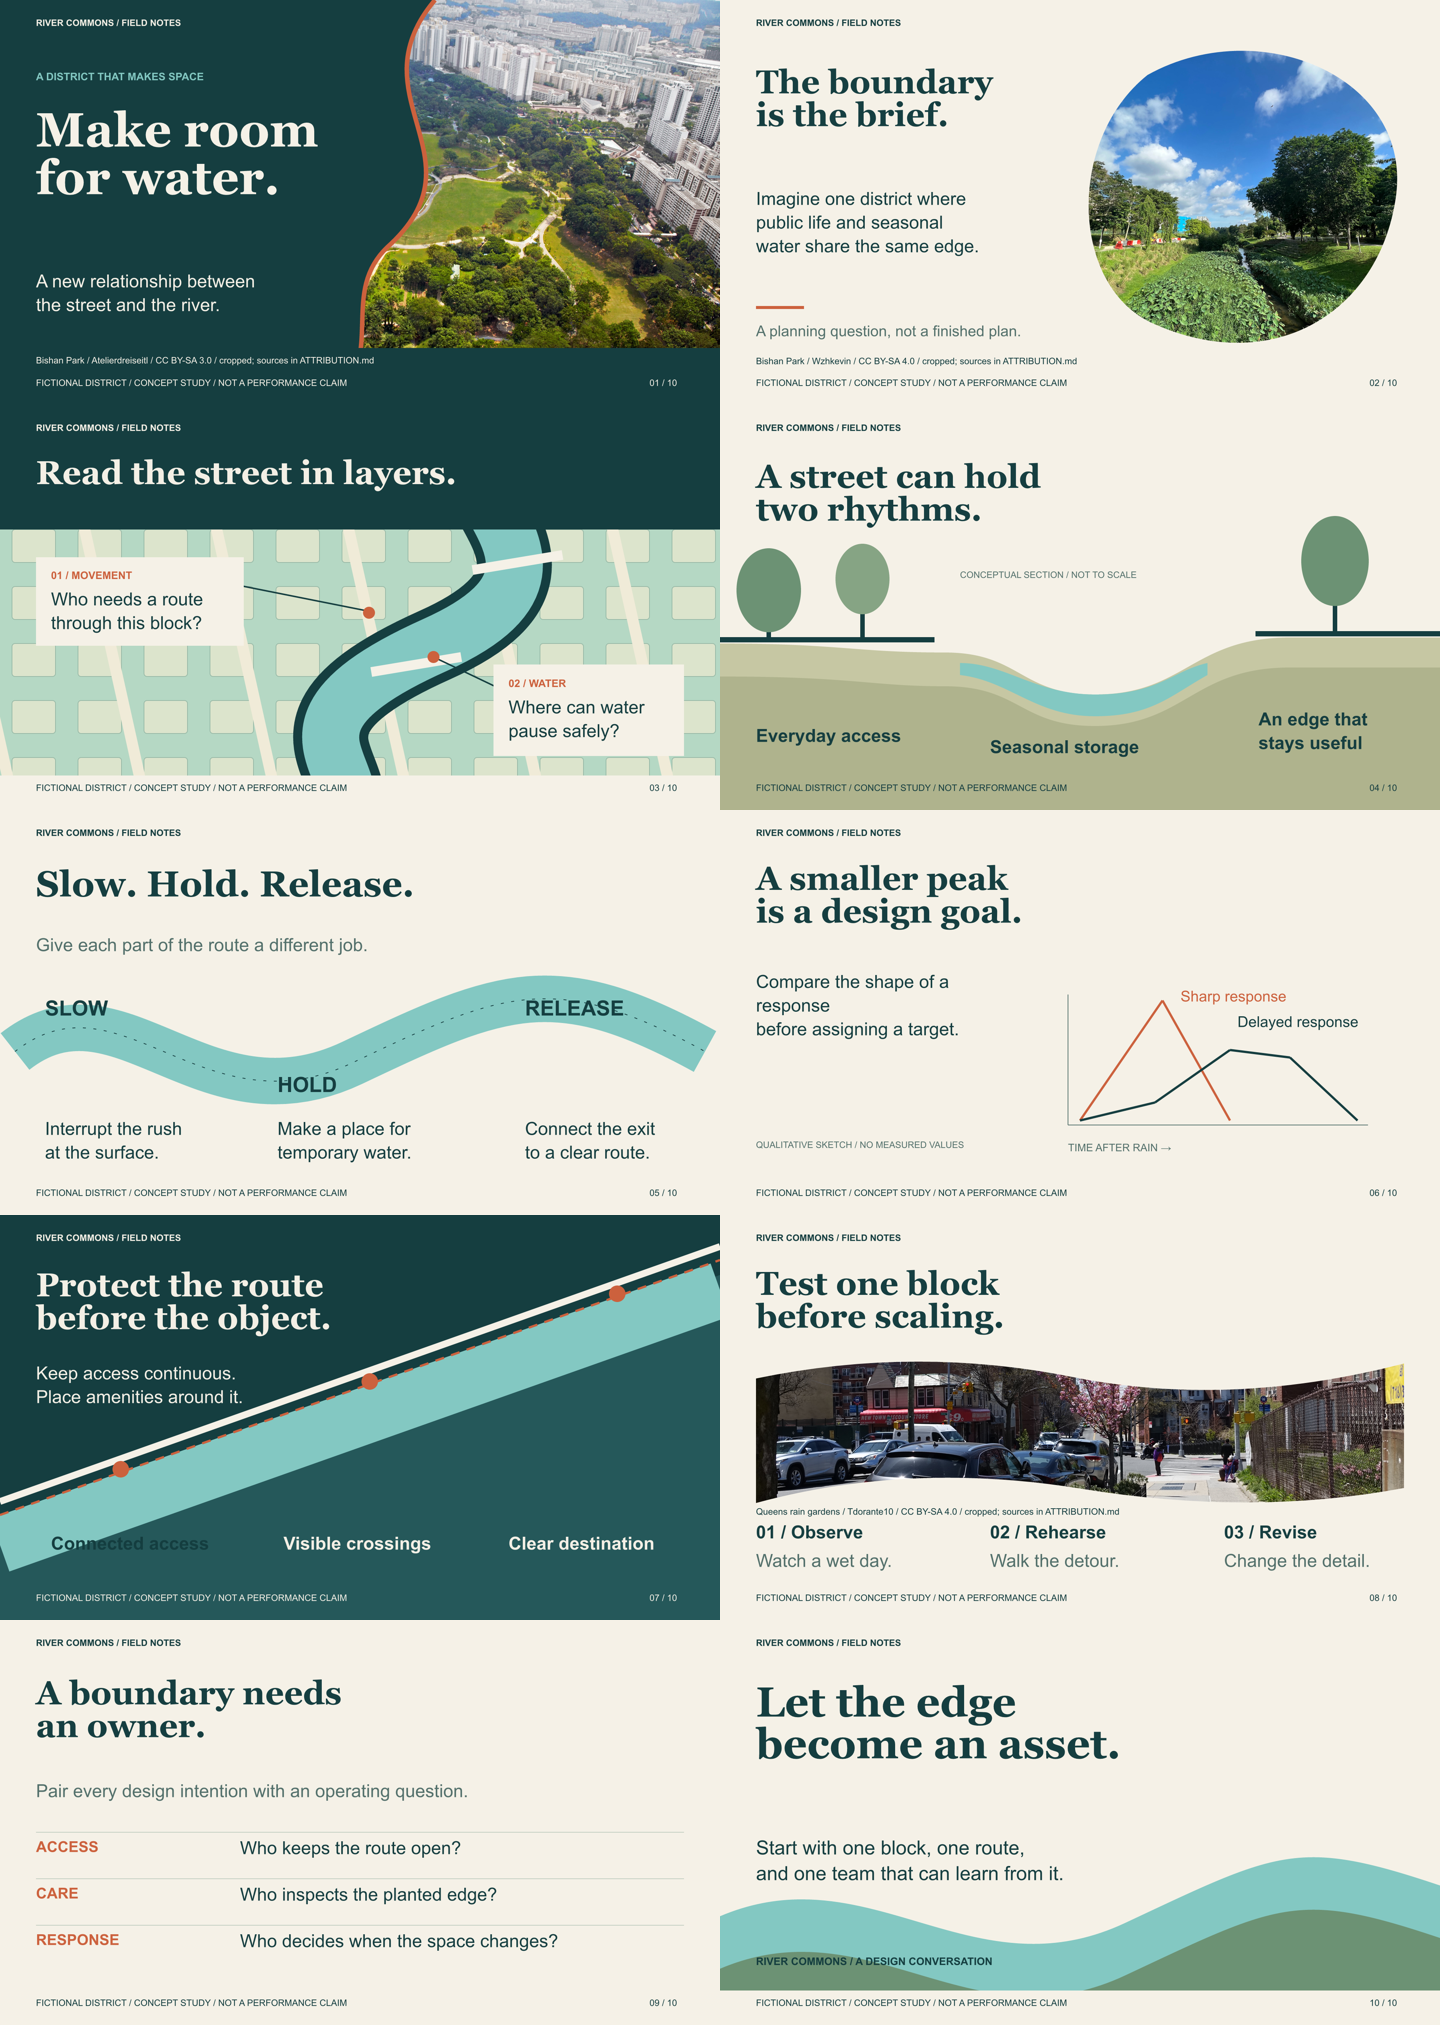 RIVER COMMONS / FIELD NOTES
A DISTRICT THAT MAKES SPACE
Make room
for water.
A new relationship between
the street and the river.
Bishan Park / Atelierdreiseitl / CC BY-SA 3.0 / cropped; sources in ATTRIBUTION.md
FICTIONAL DISTRICT / CONCEPT STUDY / NOT A PERFORMANCE CLAIM
01 / 10
RIVER COMMONS / FIELD NOTES
The boundary
is the brief.
Imagine one district where
public life and seasonal
water share the same edge.
A planning question, not a finished plan.
Bishan Park / Wzhkevin / CC BY-SA 4.0 / cropped; sources in ATTRIBUTION.md
FICTIONAL DISTRICT / CONCEPT STUDY / NOT A PERFORMANCE CLAIM
02 / 10
RIVER COMMONS / FIELD NOTES
Read the street in layers.
01 / MOVEMENT
Who needs a route
through this block?
02 / WATER
Where can water
pause safely?
FICTIONAL DISTRICT / CONCEPT STUDY / NOT A PERFORMANCE CLAIM
03 / 10
RIVER COMMONS / FIELD NOTES
A street can hold
two rhythms.
CONCEPTUAL SECTION / NOT TO SCALE
Everyday access
Seasonal storage
An edge that
stays useful
FICTIONAL DISTRICT / CONCEPT STUDY / NOT A PERFORMANCE CLAIM
04 / 10
RIVER COMMONS / FIELD NOTES
Slow. Hold. Release.
Give each part of the route a different job.
SLOW
HOLD
RELEASE
Interrupt the rush
at the surface.
Make a place for
temporary water.
Connect the exit
to a clear route.
FICTIONAL DISTRICT / CONCEPT STUDY / NOT A PERFORMANCE CLAIM
05 / 10
RIVER COMMONS / FIELD NOTES
A smaller peak
is a design goal.
Compare the shape of a
response
before assigning a target.
Sharp response
Delayed response
QUALITATIVE SKETCH / NO MEASURED VALUES
TIME AFTER RAIN →
FICTIONAL DISTRICT / CONCEPT STUDY / NOT A PERFORMANCE CLAIM
06 / 10
RIVER COMMONS / FIELD NOTES
Protect the route
before the object.
Keep access continuous.
Place amenities around it.
Connected access
Visible crossings
Clear destination
FICTIONAL DISTRICT / CONCEPT STUDY / NOT A PERFORMANCE CLAIM
07 / 10
RIVER COMMONS / FIELD NOTES
Test one block
before scaling.
Queens rain gardens / Tdorante10 / CC BY-SA 4.0 / cropped; sources in ATTRIBUTION.md
01 / Observe
Watch a wet day.
02 / Rehearse
Walk the detour.
03 / Revise
Change the detail.
FICTIONAL DISTRICT / CONCEPT STUDY / NOT A PERFORMANCE CLAIM
08 / 10
RIVER COMMONS / FIELD NOTES
A boundary needs
an owner.
Pair every design intention with an operating question.
ACCESS
Who keeps the route open?
CARE
Who inspects the planted edge?
RESPONSE
Who decides when the space changes?
FICTIONAL DISTRICT / CONCEPT STUDY / NOT A PERFORMANCE CLAIM
09 / 10
RIVER COMMONS / FIELD NOTES
Let the edge
become an asset.
Start with one block, one route,
and one team that can learn from it.
RIVER COMMONS / A DESIGN CONVERSATION
FICTIONAL DISTRICT / CONCEPT STUDY / NOT A PERFORMANCE CLAIM
10 / 10